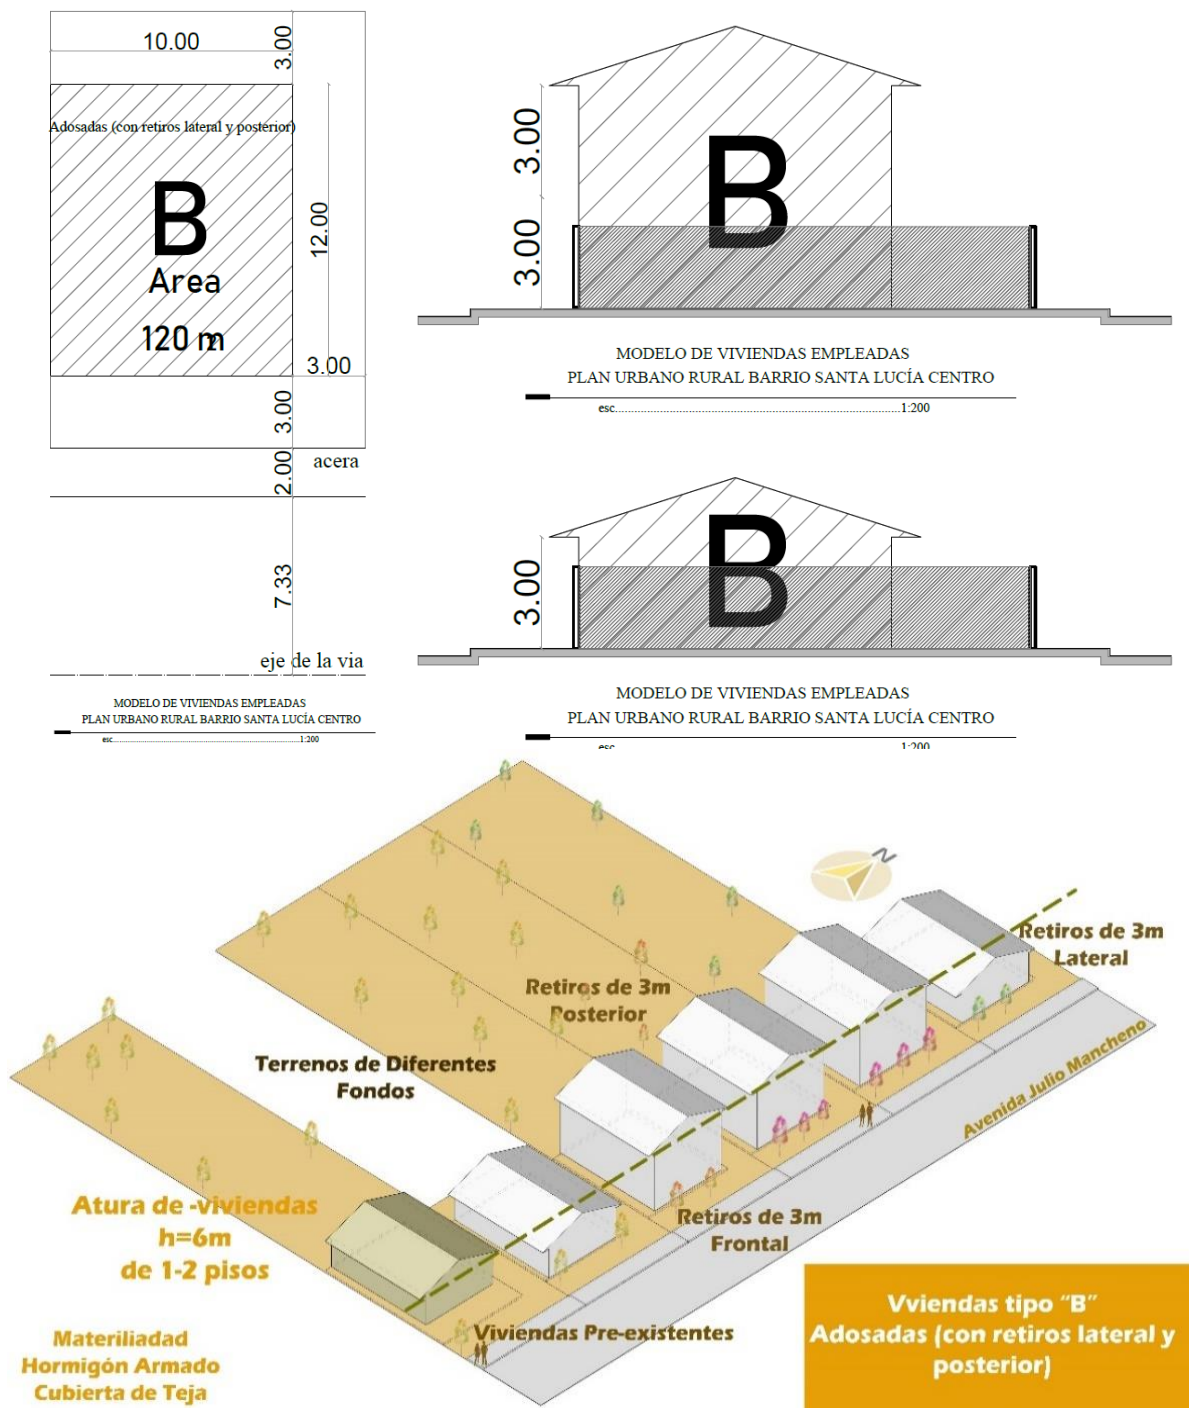 10.00
3.00
Adosadas (con retiros lateral y posterior)
B
Area
120 m2
12.00
3.00
3.00
2.00
acera
7.33
eje de la via
MODELO DE VIVIENDAS EMPLEADAS
PLAN URBANO RURAL BARRIO SANTA LUCÍA CENTRO
esc....1:200
3.00
3.00
B
MODELO DE VIVIENDAS EMPLEADAS
PLAN URBANO RURAL BARRIO SANTA LUCÍA CENTRO
esc....1:200
3.00
B
MODELO DE VIVIENDAS EMPLEADAS
PLAN URBANO RURAL BARRIO SANTA LUCÍA CENTRO
esc....1:200
N
Retiros de 3m
Lateral
Retiros de 3m
Posterior
Terrenos de Diferentes
Fondos
Avenida Julio Mancheno
Atura de -viviendas
h=6m
de 1-2 pisos
Retiros de 3m
Frontal
Viviendas Pre-existentes
Materiliadad
Hormigón Armado
Cubierta de Teja
Vviendas tipo “B”
Adosadas (con retiros lateral y
posterior)